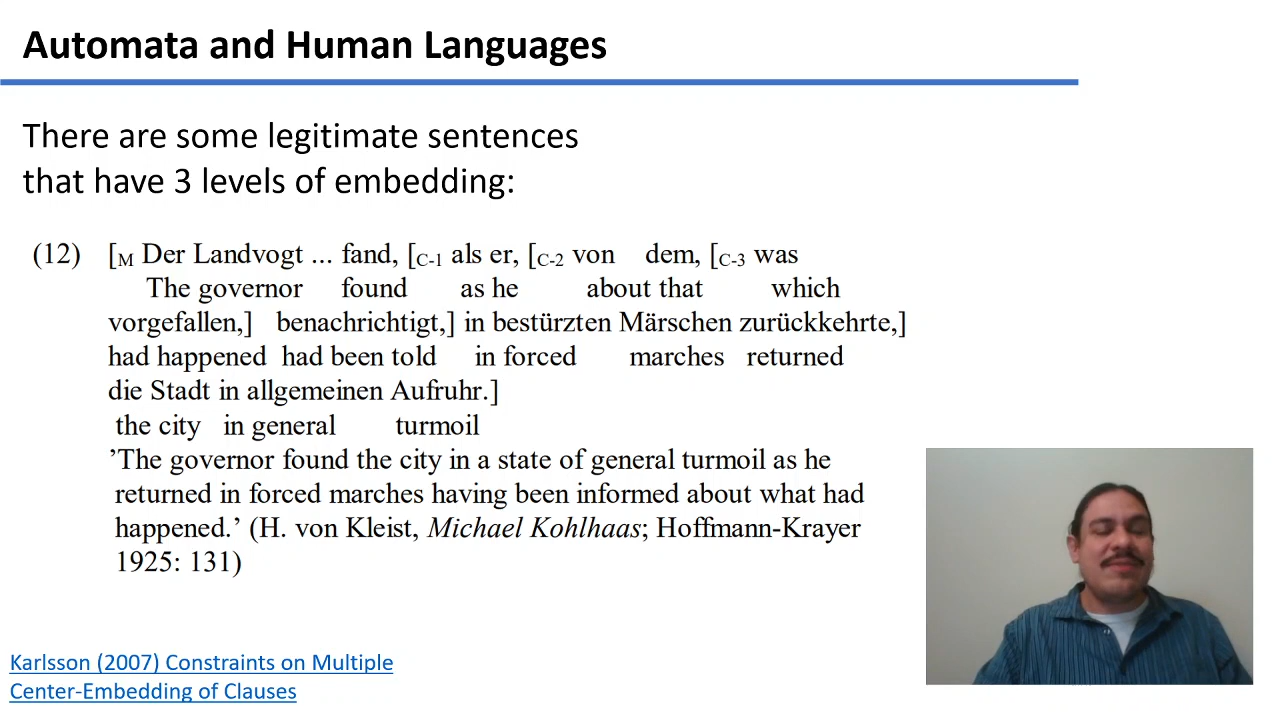 Automata and Human Languages
There are some legitimate sentences
that have 3 levels of embedding:
(12) [M Der Landvogt ... fand, [C-1 als er, [C-2 von dem, [C-3 was
The governor found as he about that which
vorgefallen,] benachrichtigt,] in bestürzten Märschen zurückkehrte,]
had happened had been told in forced marches returned
die Stadt in allgemeinen Aufruhr.]
the city in general turmoil
’The governor found the city in a state of general turmoil as he
returned in forced marches having been informed about what had
happened.’ (H. von Kleist, Michael Kohlhaas; Hoffmann-Krayer
1925: 131)
Karlsson (2007) Constraints on Multiple
Center-Embedding of Clauses